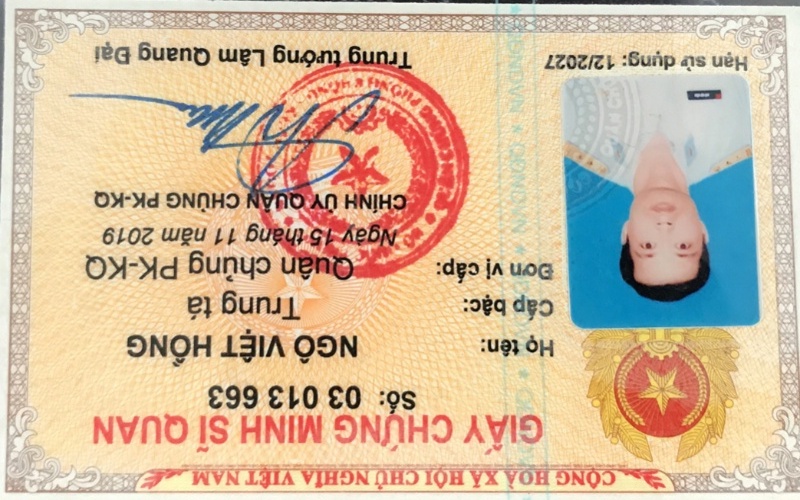 CỘNG HOÀ XÃ HỘI CHỦ NGHĨA VIỆT NAM
GIẤY CHỨNG MINH SĨ QUAN
Số: 03 013 663
Họ tên: NGÔ VIỆT HỒNG
Cấp bậc: Trung tá
Đơn vị cấp: Quân chủng PK-KQ
Ngày 15 tháng 11 năm 2019
CHÍNH ỦY QUÂN CHỦNG PK-KQ
Trung tướng Lâm Quang Đại
Hạn sử dụng: 12/2027